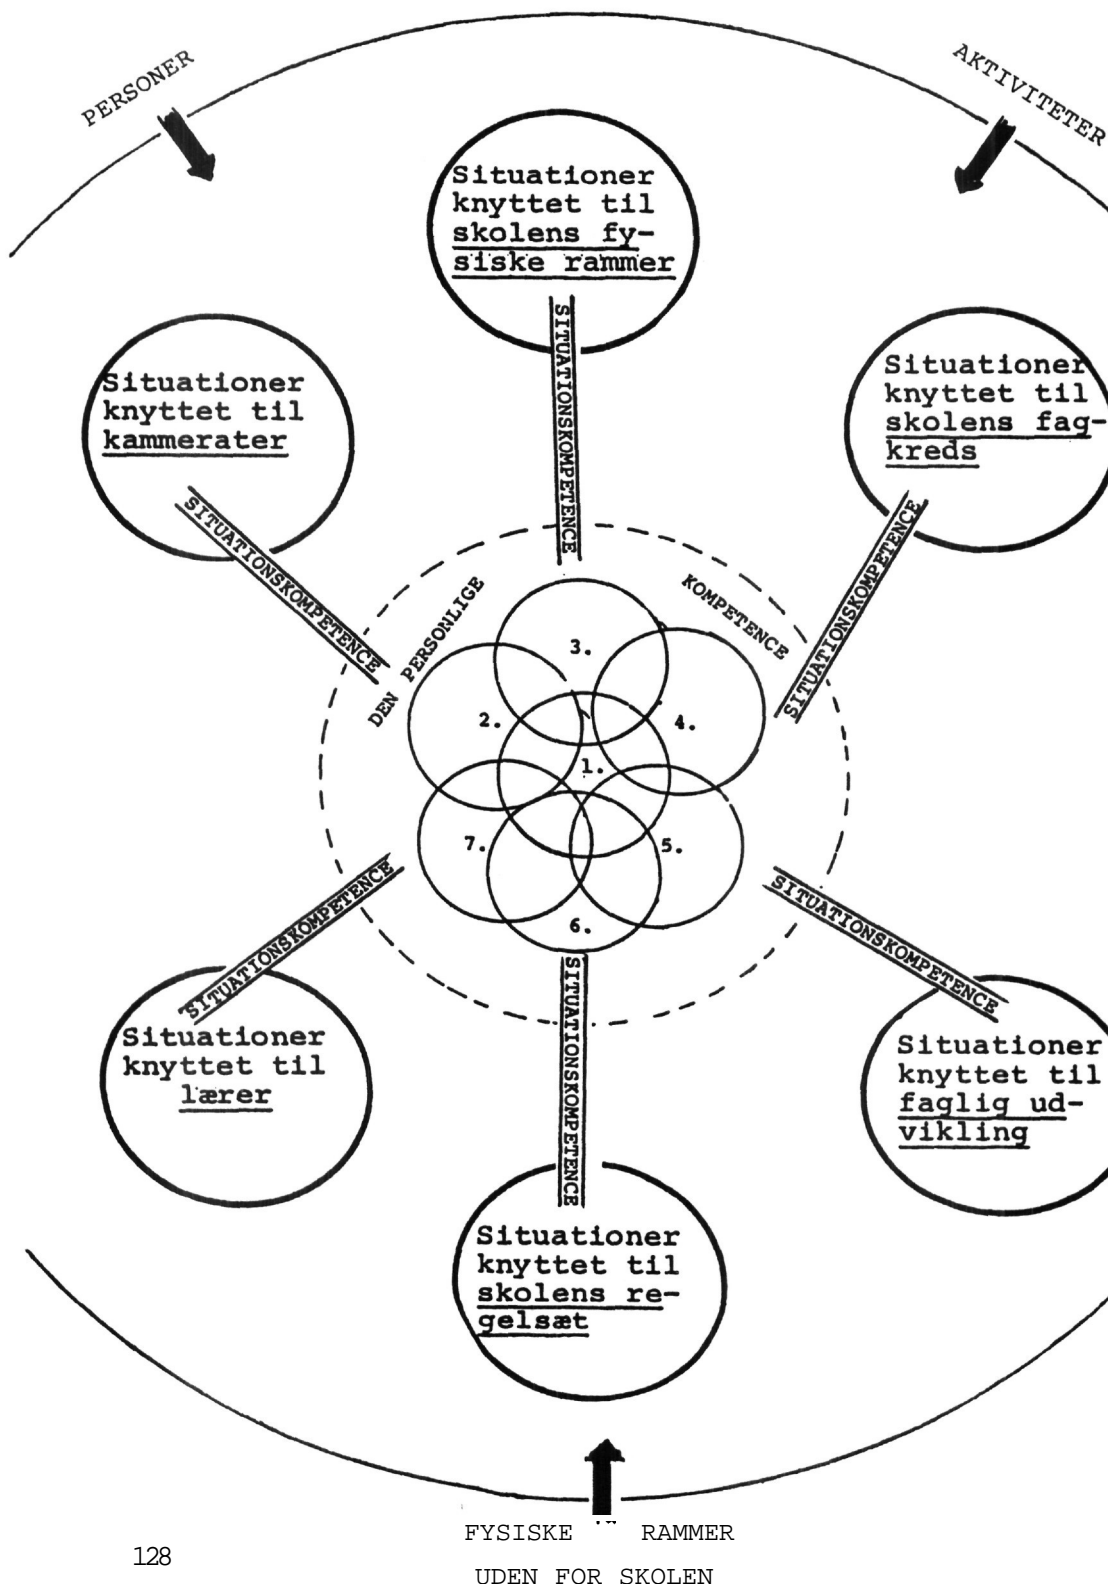 PERSONER
AKTIVITETER
Situationer
knyttet til
skolens fy-
siske rammer
Situationer
knyttet til
kammerater
Situationer
knyttet til
skolens fag-
kreds
SITUATIONSKOMPETENCE
SITUATIONSKOMPETENCE
SITUATIONSKOMPETENCE
DEN PERSONLIGE
KOMPETENCE
3.
2.
4.
1.
7.
5.
6.
SITUATIONSKOMPETENCE
SITUATIONSKOMPETENCE
SITUATIONSKOMPETENCE
Situationer
knyttet til
lærer
Situationer
knyttet til
faglig ud-
vikling
Situationer
knyttet til
skolens re-
gelsæt
FYSISKE RAMMER
UDEN FOR SKOLEN
128